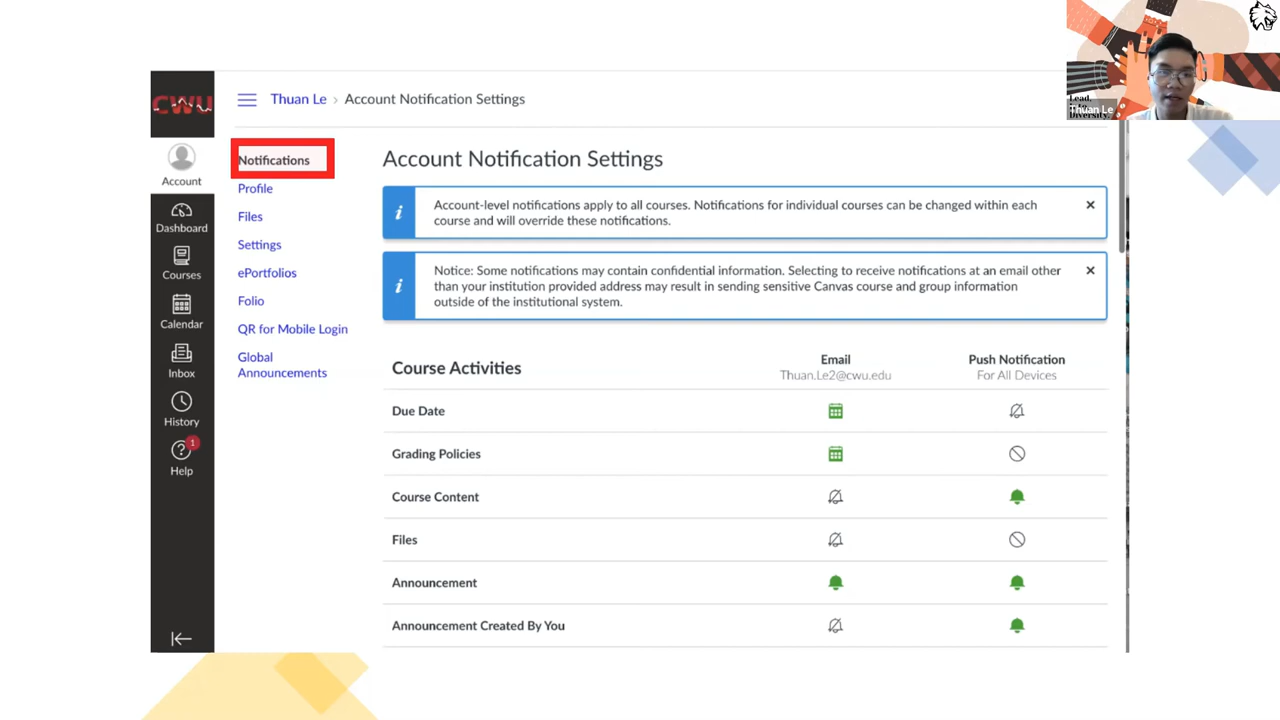 CWU
Thuan Le › Account Notification Settings
Account
Dashboard
Courses
Calendar
Inbox
History
1
Help
Notifications
Profile
Files
Settings
ePortfolios
Folio
QR for Mobile Login
Global
Announcements
Account Notification Settings
i
Account-level notifications apply to all courses. Notifications for individual courses can be changed within each
course and will override these notifications.
×
i
Notice: Some notifications may contain confidential information. Selecting to receive notifications at an email other
than your institution provided address may result in sending sensitive Canvas course and group information
outside of the institutional system.
×
Course Activities
Email
Thuan.Le2@cwu.edu
Push Notification
For All Devices
Due Date
Grading Policies
Course Content
Files
Announcement
Announcement Created By You
Lead.
Diversity.
Thuan Le